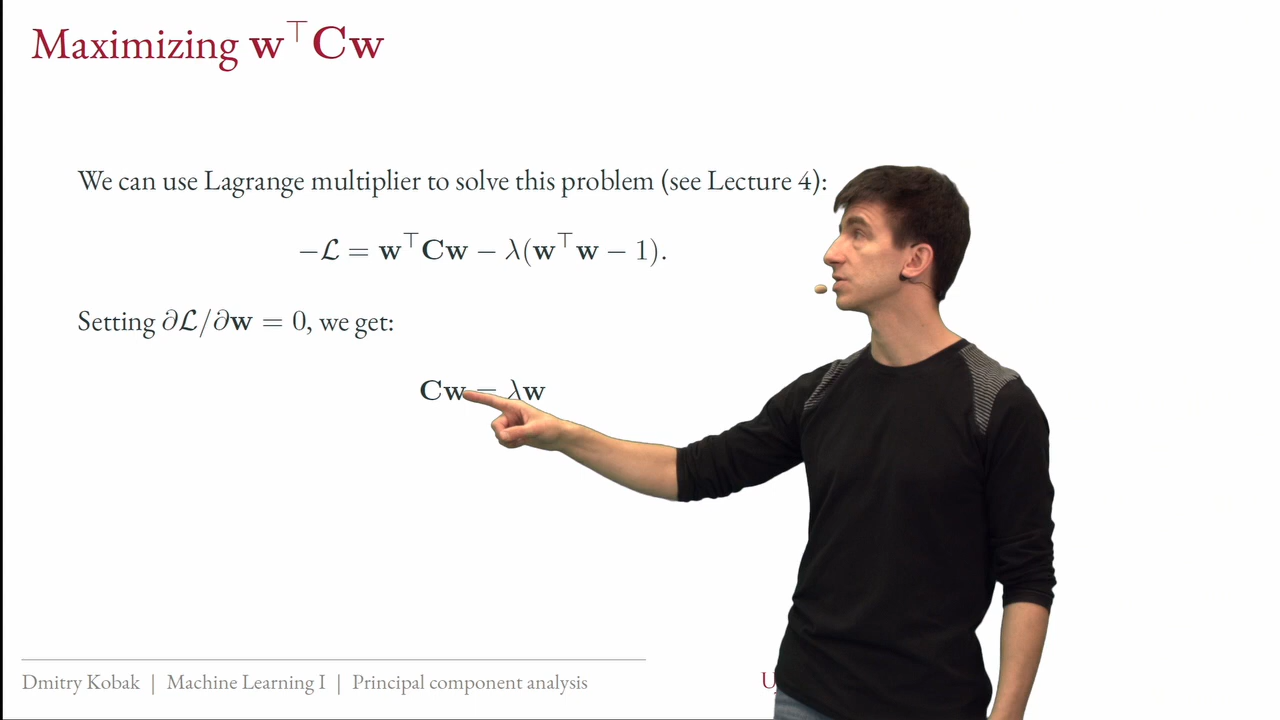 Maximizing w⊤Cw
We can use Lagrange multiplier to solve this problem (see Lecture 4):
−ℒ = w⊤Cw − λ(w⊤w − 1).
Setting ∂ℒ/∂w = 0, we get:
Cw = λw
Dmitry Kobak | Machine Learning I | Principal component analysis